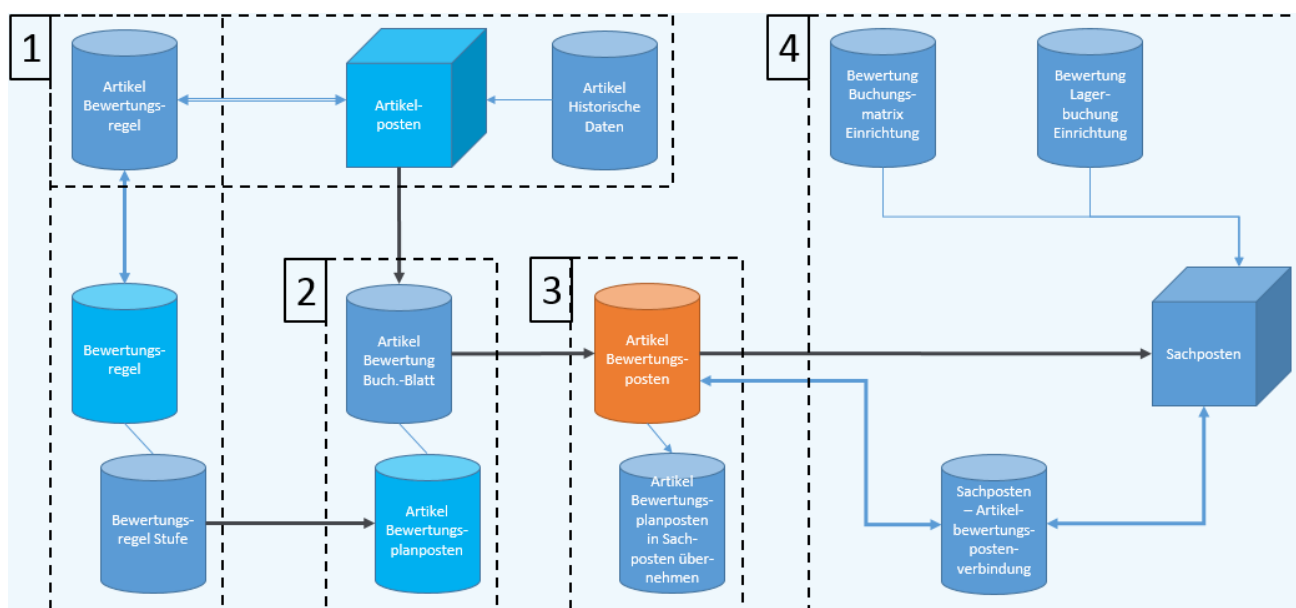 1
Artikel
Bewertungs-
regel
Artikel-
posten
Artikel
Historische
Daten
4
Bewertung
Buchungs-
matrix
Einrichtung
Bewertung
Lager-
buchung
Einrichtung
Bewertungs-
regel
2
Artikel
Bewertung
Buch.-Blatt
3
Artikel
Bewertungs-
posten
Sachposten
Bewertungs-
regel Stufe
Artikel
Bewertungs-
planposten
Artikel
Bewertungs-
planposten
in Sach-
posten über-
nehmen
Sachposten
– Artikel-
bewertungs-
posten-
verbindung